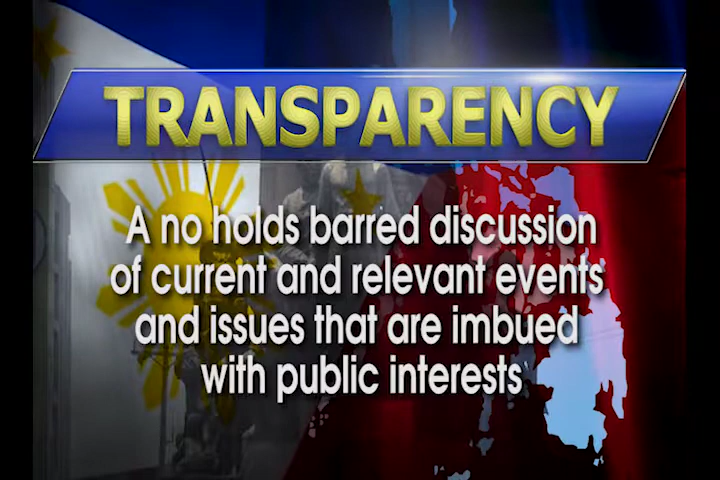 TRANSPARENCY
A no holds barred discussion
of current and relevant events
and issues that are imbued
with public interests